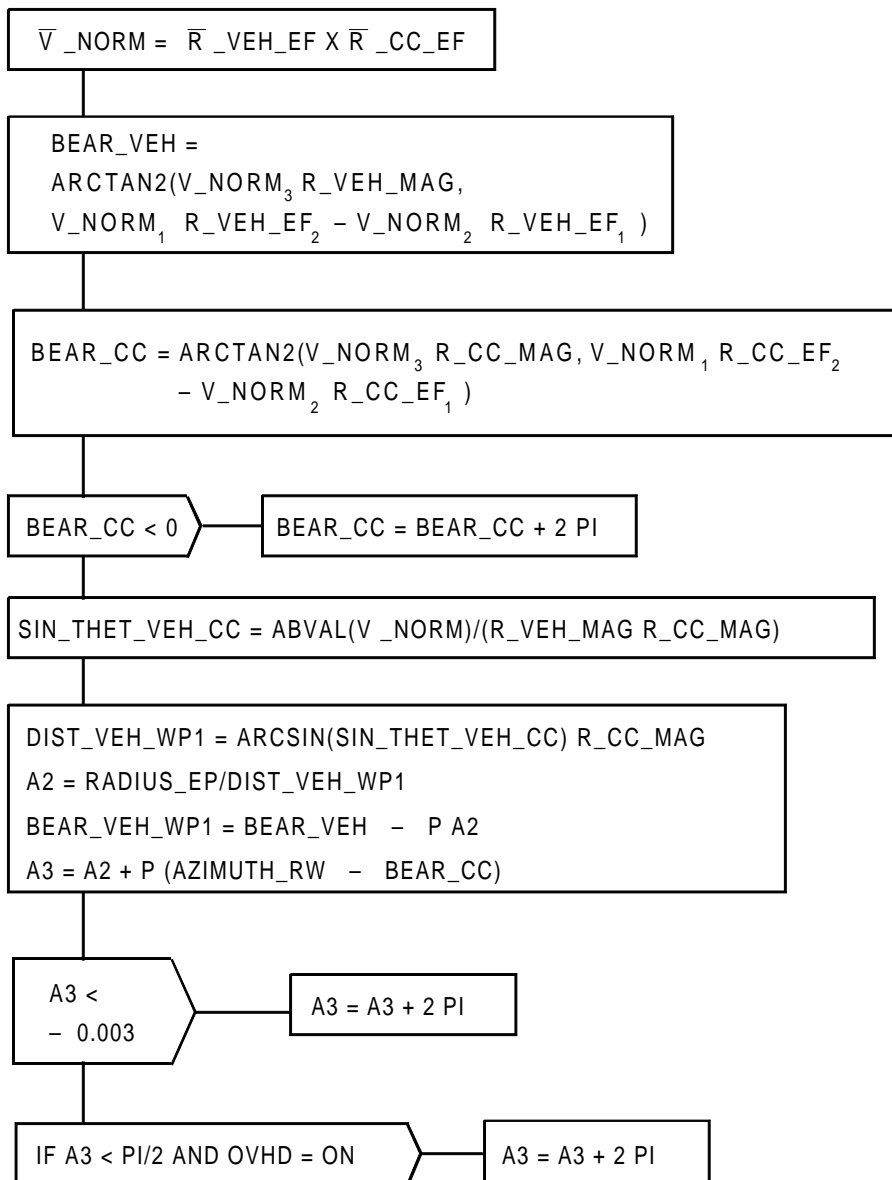 V̅ _NORM = R̅ _VEH_EF X R̅ _CC_EF
BEAR_VEH =
ARCTAN2(V_NORM₃ R_VEH_MAG,
V_NORM₁ R_VEH_EF₂ – V_NORM₂ R_VEH_EF₁ )
BEAR_CC = ARCTAN2(V_NORM₃ R_CC_MAG, V_NORM₁ R_CC_EF₂
– V_NORM₂ R_CC_EF₁ )
BEAR_CC < 0
BEAR_CC = BEAR_CC + 2 PI
SIN_THET_VEH_CC = ABVAL(V _NORM)/(R_VEH_MAG R_CC_MAG)
DIST_VEH_WP1 = ARCSIN(SIN_THET_VEH_CC) R_CC_MAG
A2 = RADIUS_EP/DIST_VEH_WP1
BEAR_VEH_WP1 = BEAR_VEH – P A2
A3 = A2 + P (AZIMUTH_RW – BEAR_CC)
A3 <
– 0.003
A3 = A3 + 2 PI
IF A3 < PI/2 AND OVHD = ON
A3 = A3 + 2 PI